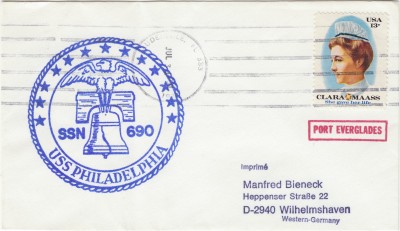 JUL
USA
13c
CLARA MAASS
She gave her life
SSN 690
USS PHILADELPHIA
PORT EVERGLADES
Imprimé
Manfred Bieneck
Heppenser Straße 22
D-2940 Wilhelmshaven
Western-Germany